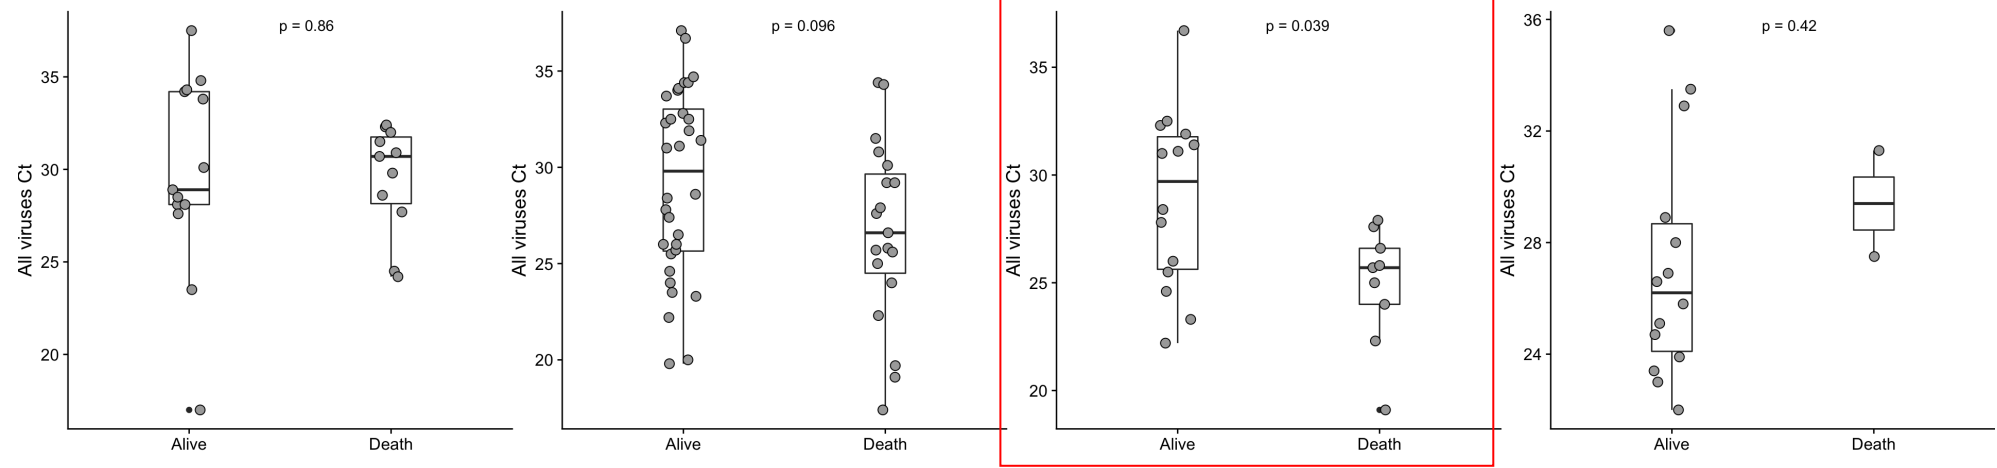 p = 0.86
All viruses Ct
35
30
25
20
Alive
Death
p = 0.096
All viruses Ct
35
30
25
20
Alive
Death
p = 0.039
All viruses Ct
35
30
25
20
Alive
Death
p = 0.42
All viruses Ct
36
32
28
24
Alive
Death